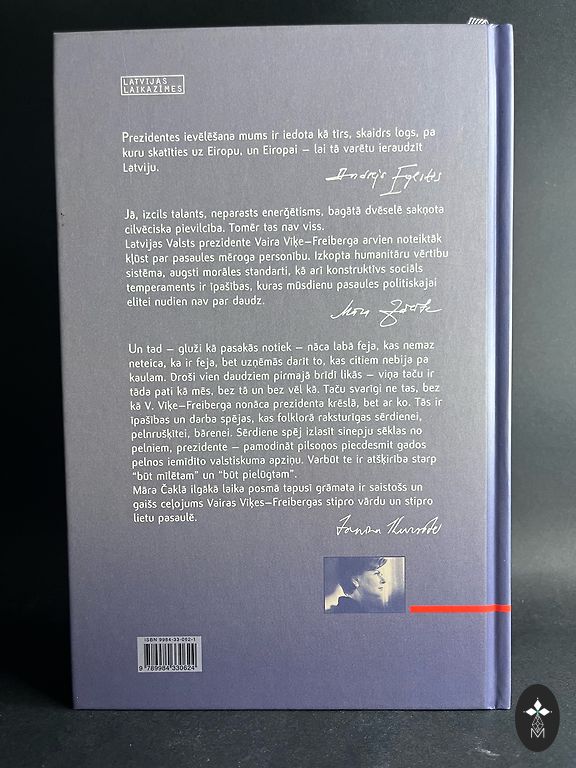 LATVIJAS
LAIKAZĪMES
Prezidentes ievēlēšana mums ir iedota kā tīrs, skaidrs logs, pa
kuru skatīties uz Eiropu, un Eiropai – lai tā varētu ieraudzīt
Latviju.
Andrejs Eglītis
Jā, izcils talants, neparasts enerģētisms, bagātā dvēselē sakņota
cilvēciska pievilcība. Tomēr tas nav viss.
Latvijas Valsts prezidente Vaira Vīķe–Freiberga arvien noteiktāk
kļūst par pasaules mēroga personību. Izkopta humanitāru vērtību
sistēma, augsti morāles standarti, kā arī konstruktīvs sociāls
temperaments ir īpašības, kuras mūsdienu pasaules politiskajai
elitei nudien nav par daudz.
Un tad – gluži kā pasakās notiek – nāca labā feja, kas nemaz
neteica, ka ir feja, bet uzņēmās darīt to, kas citiem nebija pa
kaulam. Droši vien daudziem pirmajā brīdī likās – viņa taču ir
tāda pati kā mēs, bez tā un bez vēl kā. Taču svarīgi ne tas, bez
kā V. Vīķe–Freiberga nonāca prezidenta krēslā, bet ar ko. Tās ir
īpašības un darba spējas, kas folklorā raksturīgas sērdienei,
pelnrušķītei, bārenei. Sērdiene spēj izlasīt sinepju sēklas no
pelniem, prezidente – pamodināt pilsoņos piecdesmit gados
pelnos iemīdīto valstiskuma apziņu. Varbūt te ir atšķirība starp
“būt mīlētam” un “būt pielūgtam”.
Māra Čaklā ilgākā laika posmā tapusī grāmata ir saistošs un
gaišs ceļojums Vairas Vīķes–Freibergas stipro vārdu un stipro
lietu pasaulē.
Janīna Kursīte
ISBN 9984-33-062-1
9 789984 330624
M